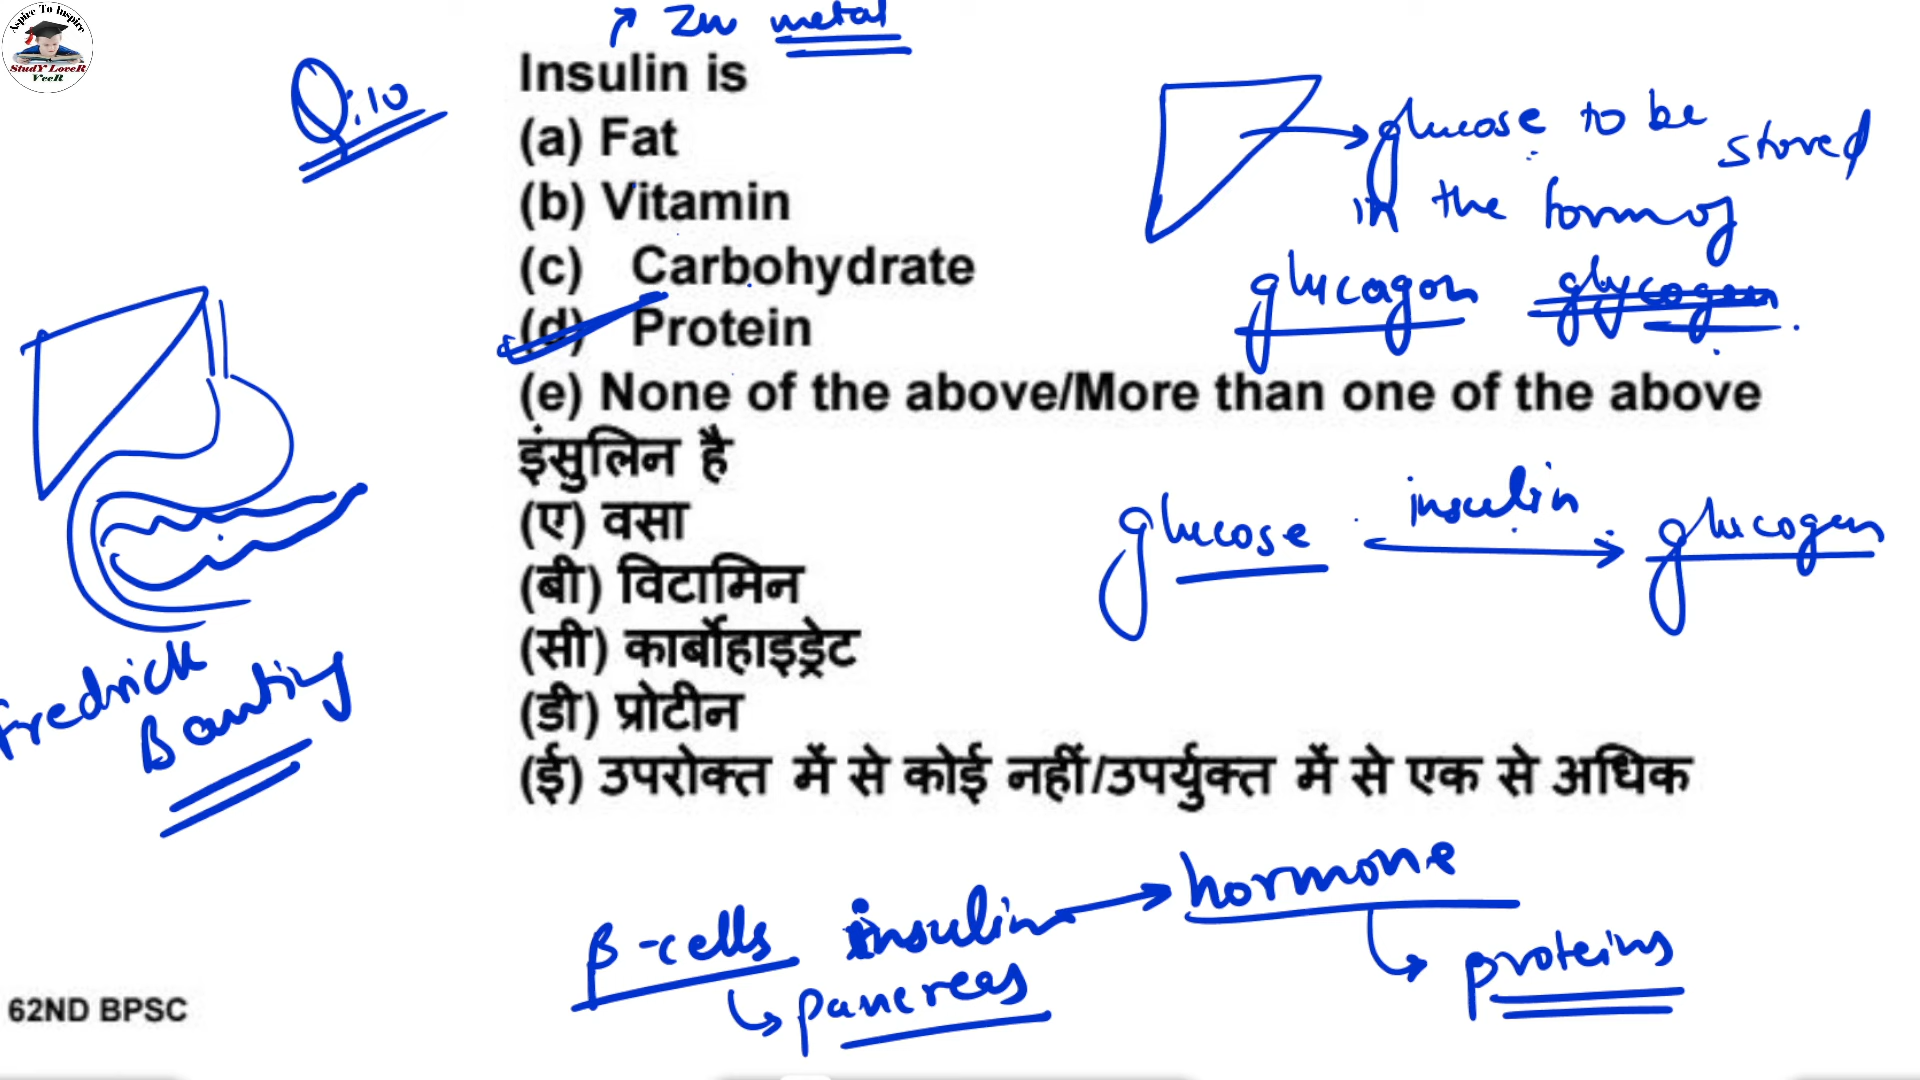 Aspire To Inspire
StudY LoveR
VeeR
Q.10
Zn metal
Insulin is
(a) Fat
(b) Vitamin
(c) Carbohydrate
(d) Protein
(e) None of the above/More than one of the above
इंसुलिन है
(ए) वसा
(बी) विटामिन
(सी) कार्बोहाइड्रेट
(डी) प्रोटीन
(ई) उपरोक्त में से कोई नहीं/उपर्युक्त में से एक से अधिक
glucose to be stored
in the form of
glucagon glycogen
glucose insulin glucogen
Fredrick
Banting
β-cells insulin hormone
pancreas proteins
62ND BPSC